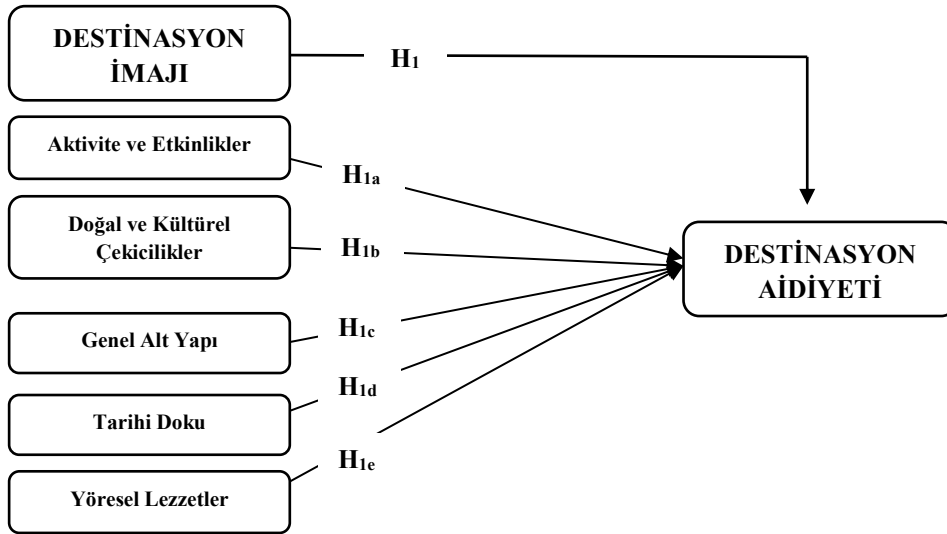 DESTİNASYON
İMAJI
H1
Aktivite ve Etkinlikler
H1a
Doğal ve Kültürel
Çekicilikler
H1b
DESTİNASYON
AİDİYETİ
Genel Alt Yapı
H1c
Tarihi Doku
H1d
Yöresel Lezzetler
H1e